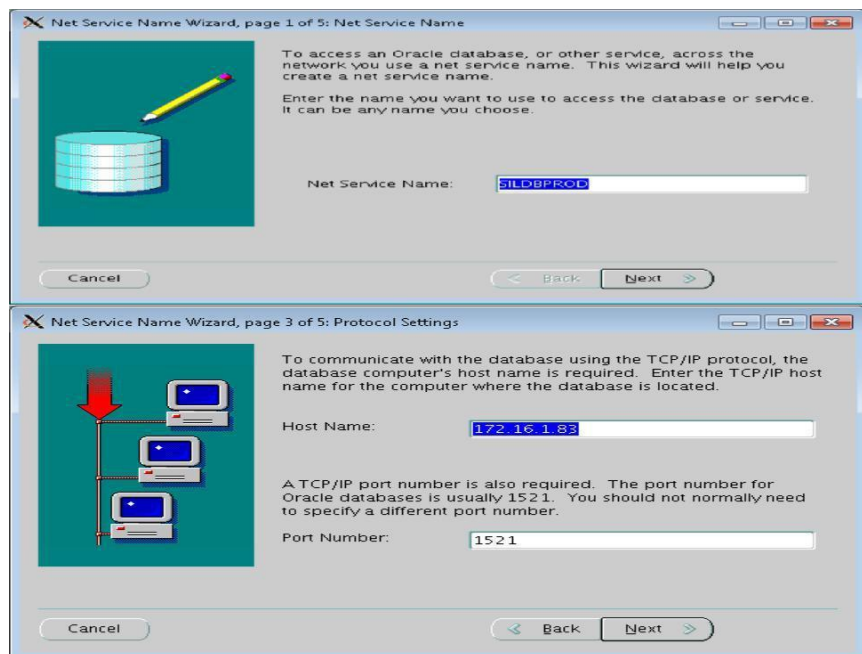 Net Service Name Wizard, page 1 of 5: Net Service Name
To access an Oracle database, or other service, across the
network you use a net service name. This wizard will help you
create a net service name.
Enter the name you want to use to access the database or service.
It can be any name you choose.
Net Service Name: SILDBPROD
Cancel Back Next
Net Service Name Wizard, page 3 of 5: Protocol Settings
To communicate with the database using the TCP/IP protocol, the
database computer's host name is required. Enter the TCP/IP host
name for the computer where the database is located.
Host Name: 172.16.1.83
A TCP/IP port number is also required. The port number for
Oracle databases is usually 1521. You should not normally need
to specify a different port number.
Port Number: 1521
Cancel Back Next